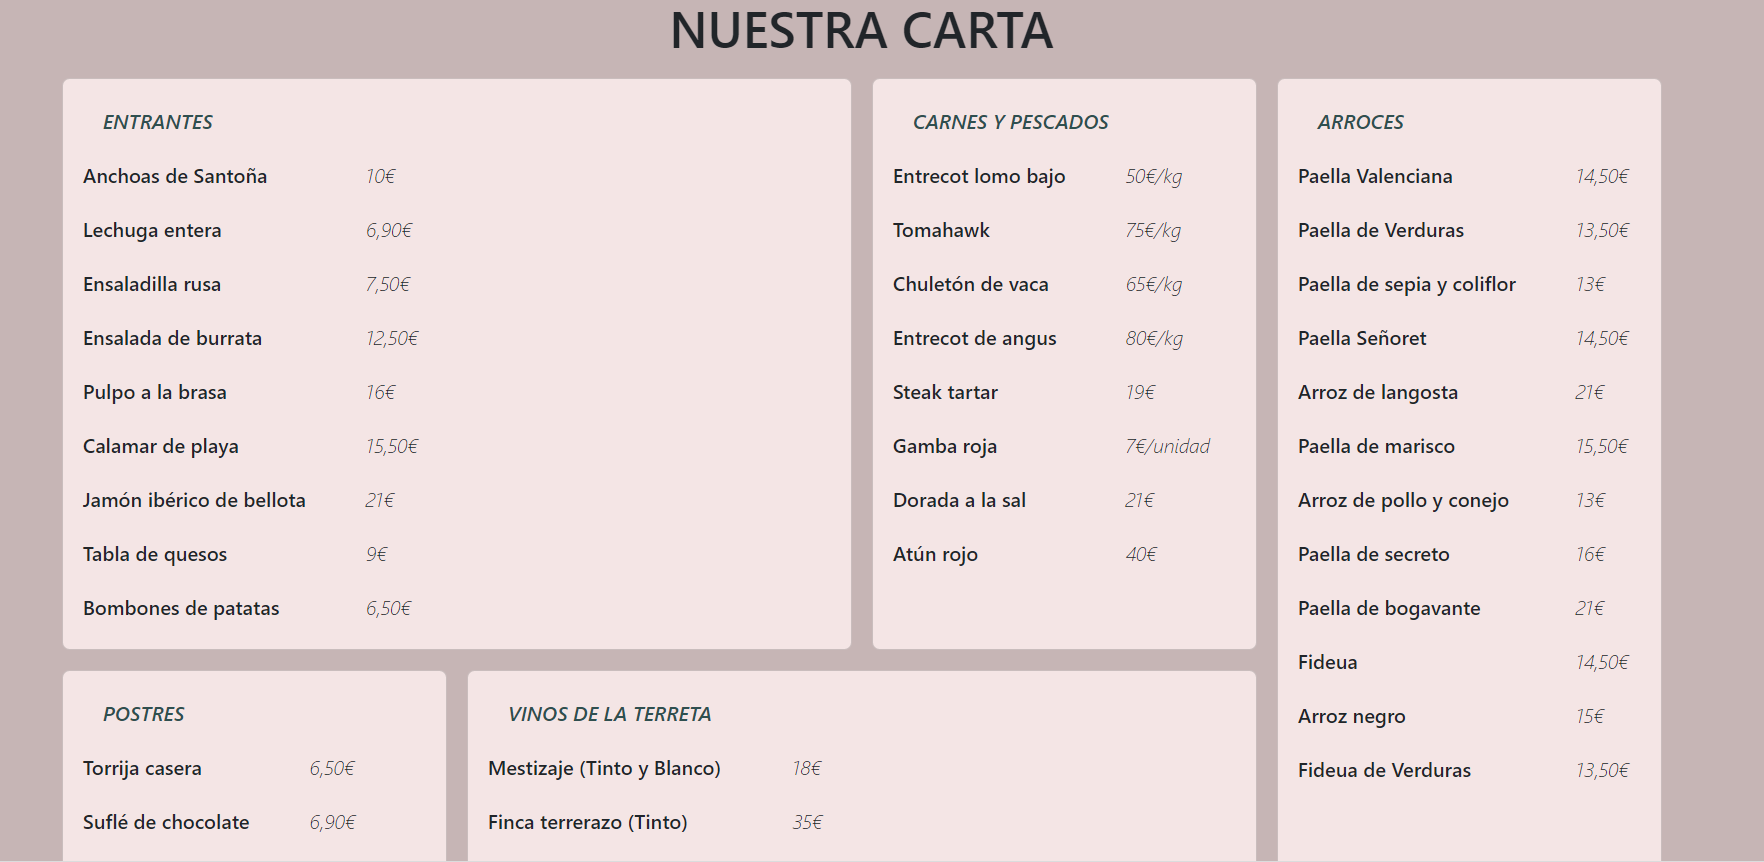 NUESTRA CARTA
ENTRANTES
Anchoas de Santoña 10€
Lechuga entera 6,90€
Ensaladilla rusa 7,50€
Ensalada de burrata 12,50€
Pulpo a la brasa 16€
Calamar de playa 15,50€
Jamón ibérico de bellota 21€
Tabla de quesos 9€
Bombones de patatas 6,50€
CARNES Y PESCADOS
Entrecot lomo bajo 50€/kg
Tomahawk 75€/kg
Chuletón de vaca 65€/kg
Entrecot de angus 80€/kg
Steak tartar 19€
Gamba roja 7€/unidad
Dorada a la sal 21€
Atún rojo 40€
ARROCES
Paella Valenciana 14,50€
Paella de Verduras 13,50€
Paella de sepia y coliflor 13€
Paella Señoret 14,50€
Arroz de langosta 21€
Paella de marisco 15,50€
Arroz de pollo y conejo 13€
Paella de secreto 16€
Paella de bogavante 21€
Fideua 14,50€
Arroz negro 15€
Fideua de Verduras 13,50€
POSTRES
Torrija casera 6,50€
Suflé de chocolate 6,90€
VINOS DE LA TERRETA
Mestizaje (Tinto y Blanco) 18€
Finca terrerazo (Tinto) 35€